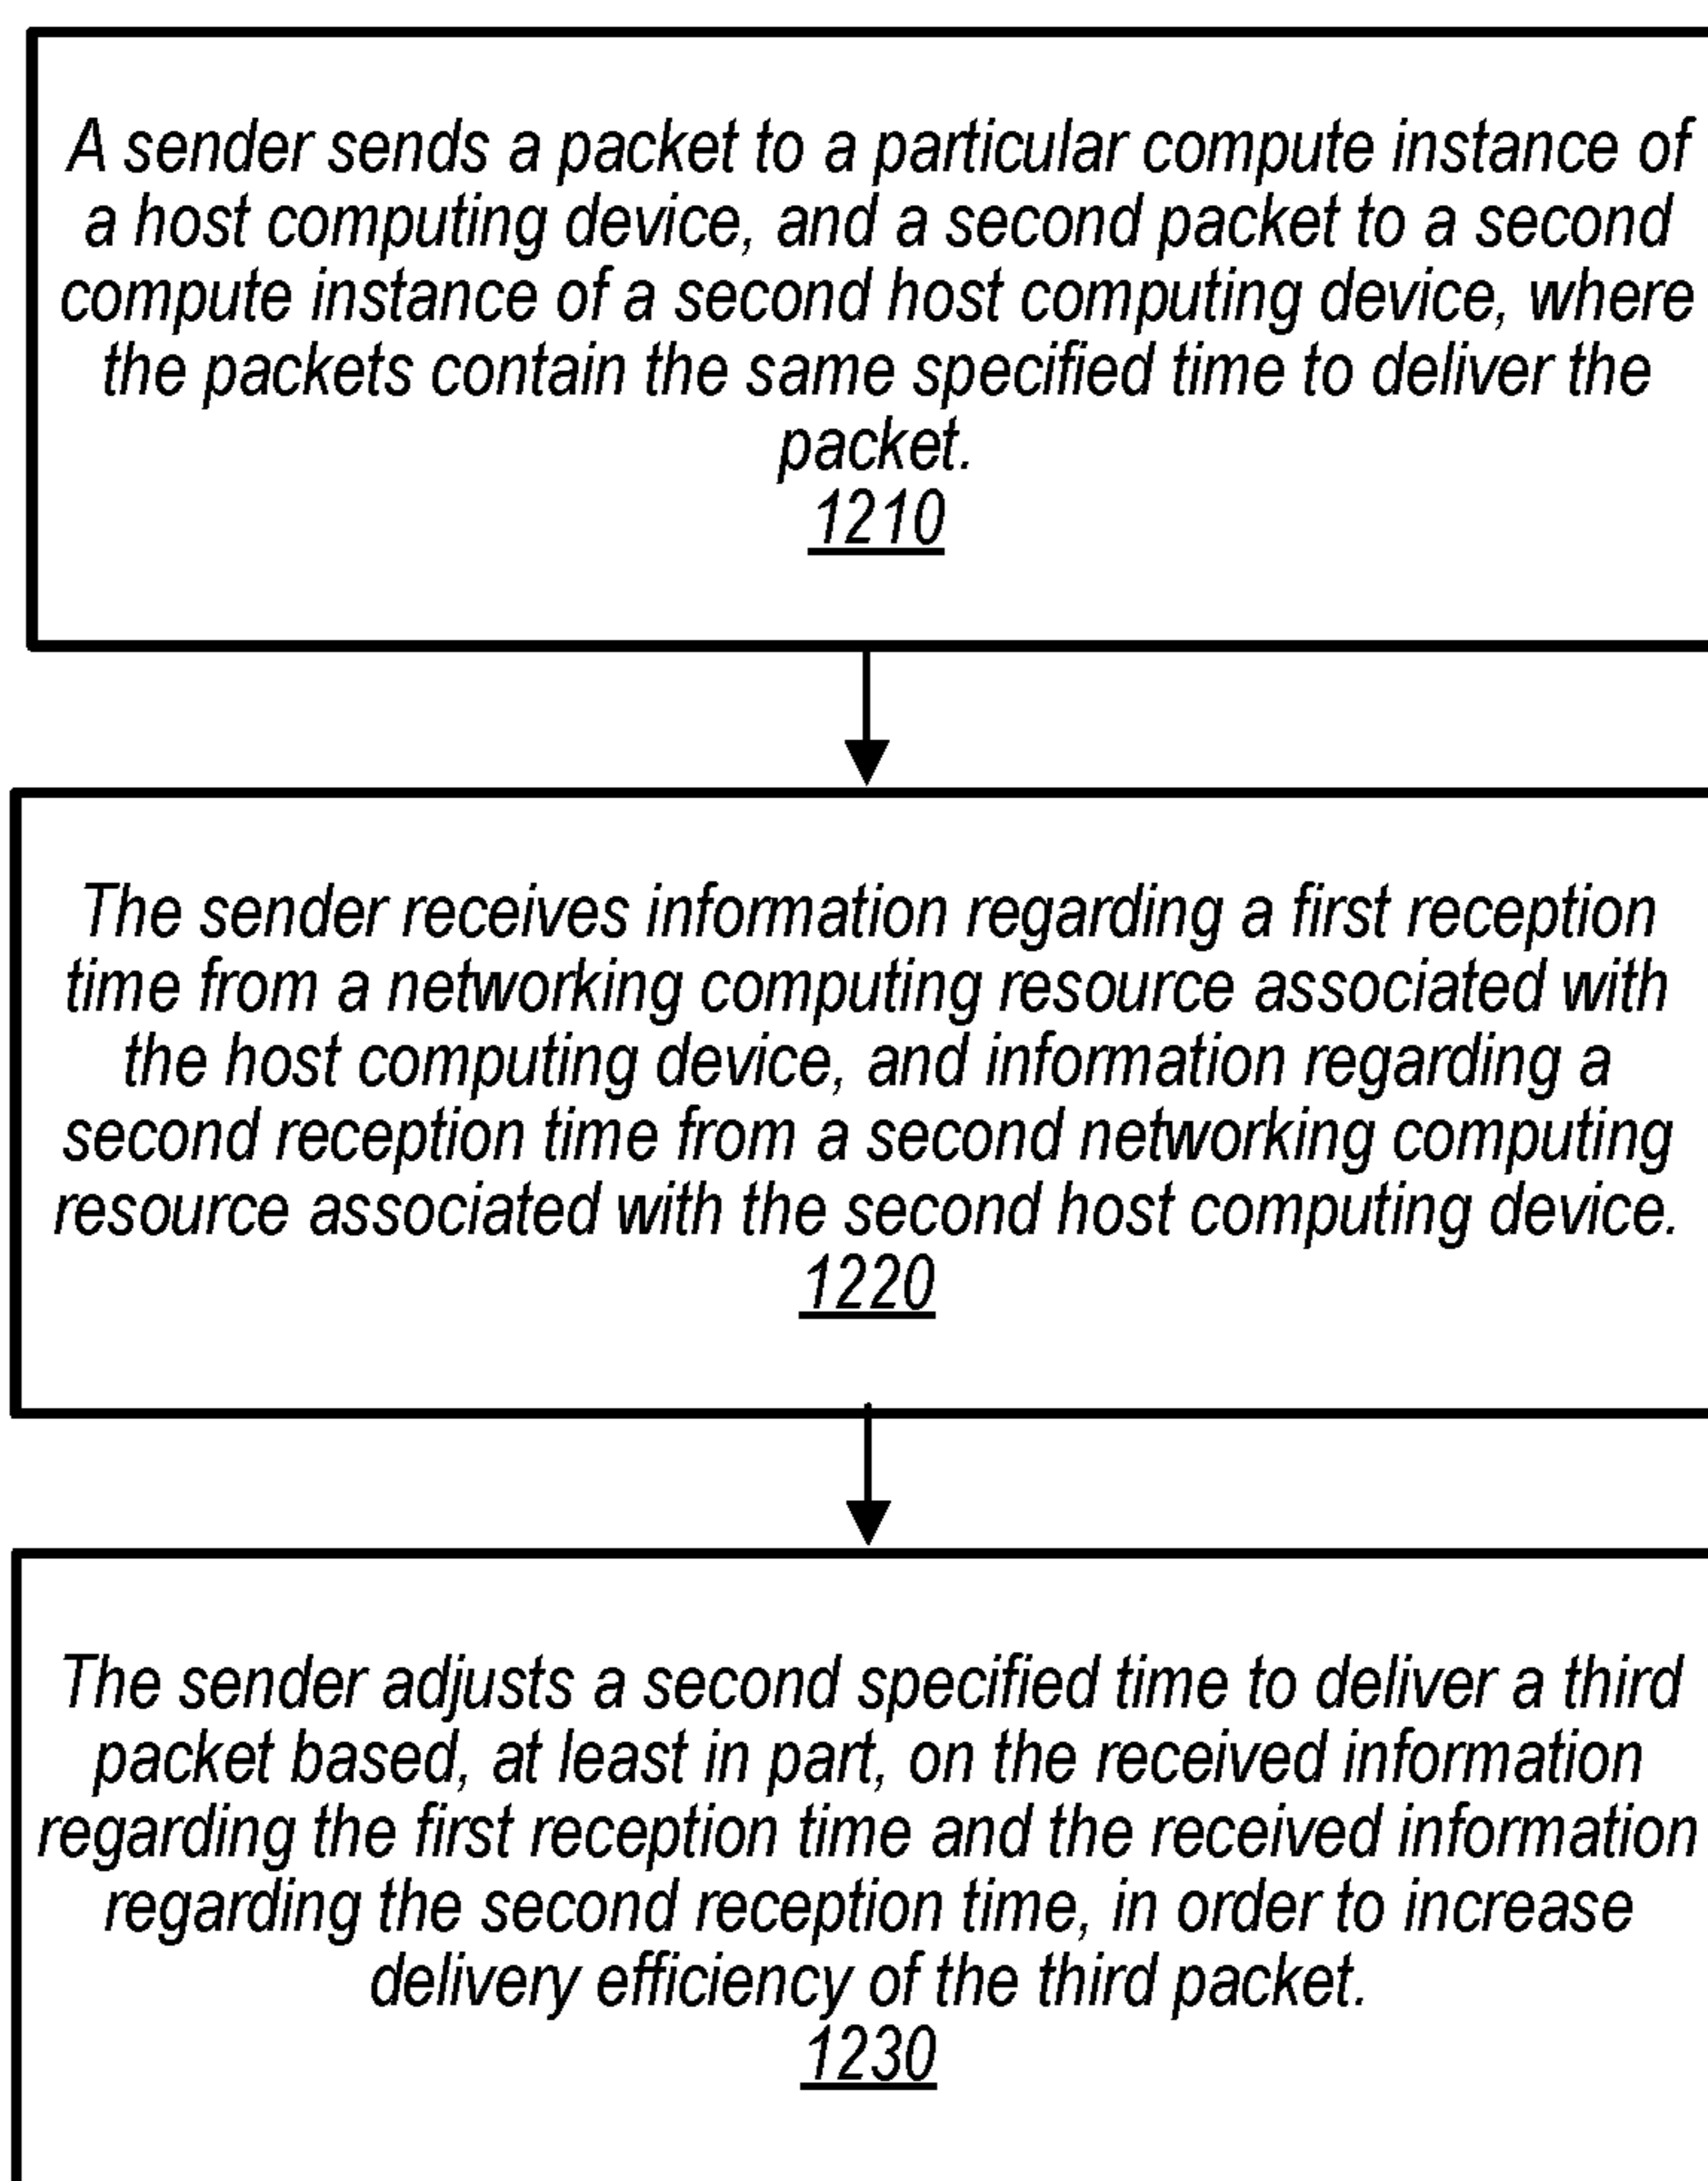 A sender sends a packet to a particular compute instance of
a host computing device, and a second packet to a second
compute instance of a second host computing device, where
the packets contain the same specified time to deliver the
packet.
1210
The sender receives information regarding a first reception
time from a networking computing resource associated with
the host computing device, and information regarding a
second reception time from a second networking computing
resource associated with the second host computing device.
1220
The sender adjusts a second specified time to deliver a third
packet based, at least in part, on the received information
regarding the first reception time and the received information
regarding the second reception time, in order to increase
delivery efficiency of the third packet.
1230